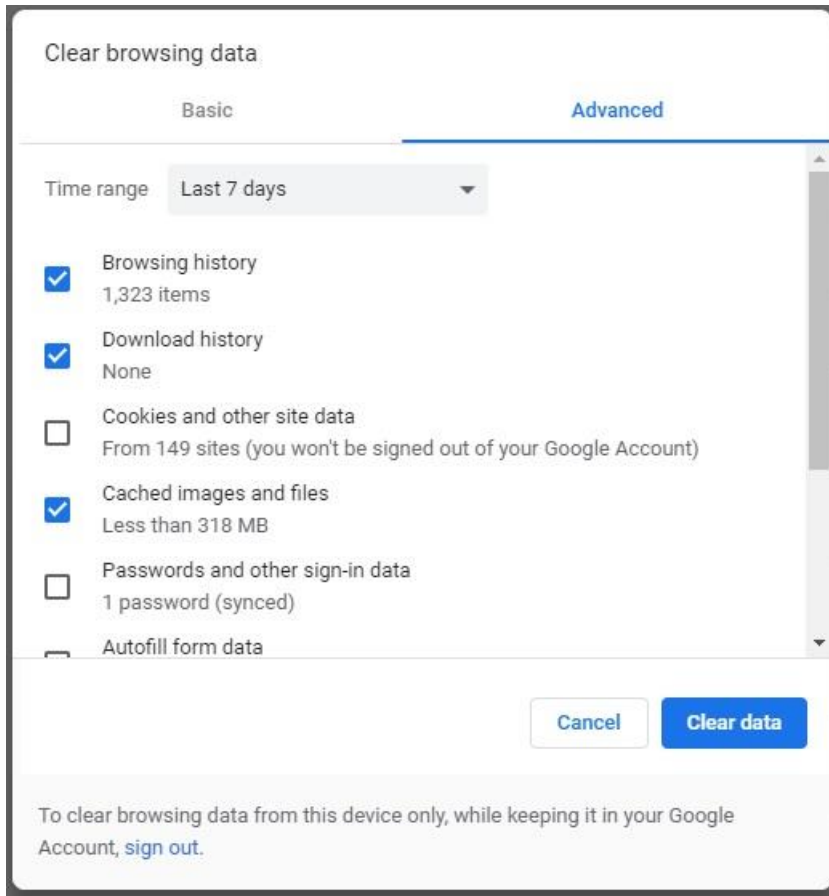 Clear browsing data
Basic
Advanced
Time range
Last 7 days
Browsing history
1,323 items
Download history
None
Cookies and other site data
From 149 sites (you won't be signed out of your Google Account)
Cached images and files
Less than 318 MB
Passwords and other sign-in data
1 password (synced)
Autofill form data
Cancel
Clear data
To clear browsing data from this device only, while keeping it in your Google
Account, sign out.